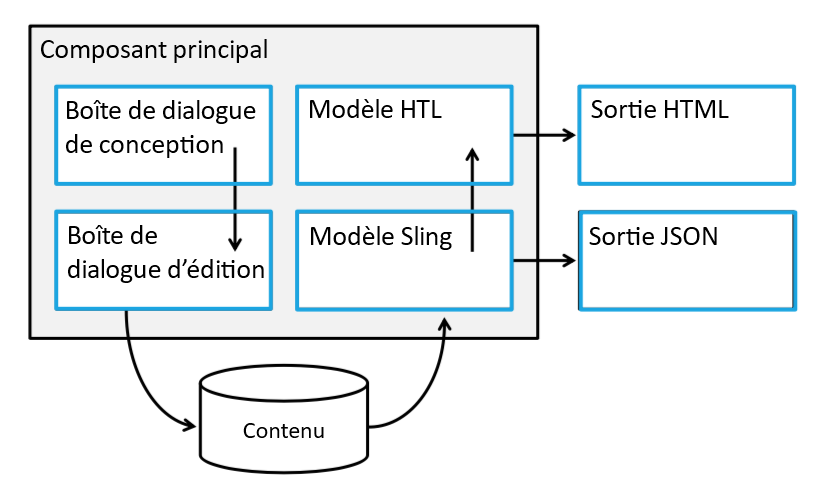 Composant principal
Boîte de dialogue
de conception
Modèle HTL
Sortie HTML
Boîte de
dialogue d’édition
Modèle Sling
Sortie JSON
Contenu